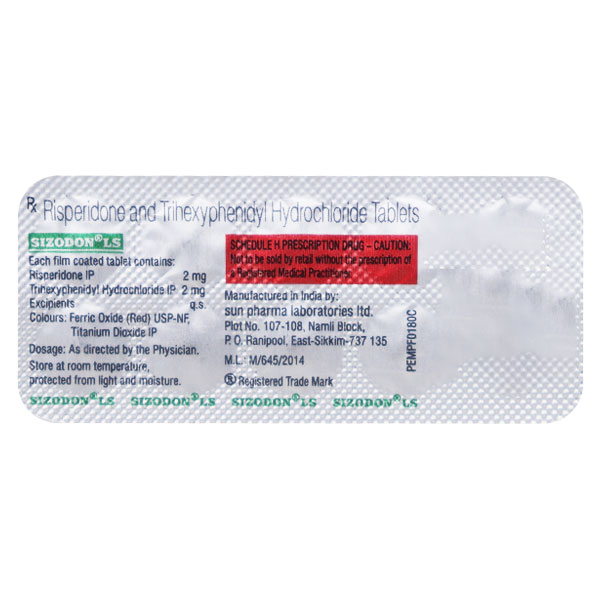 Rx Risperidone and Trihexyphenidyl Hydrochloride Tablets
SIZODON® LS
Each film coated tablet contains:
Risperidone IP 2 mg
Trihexyphenidyl Hydrochloride IP 2 mg
Excipients q.s.
Colours: Ferric Oxide (Red) USP-NF,
Titanium Dioxide IP
Dosage: As directed by the Physician.
Store at room temperature,
protected from light and moisture.
SCHEDULE H PRESCRIPTION DRUG – CAUTION:
Not to be sold by retail without the prescription of
a Registered Medical Practitioner.
Manufactured in India by:
sun pharma laboratories ltd.
Plot No. 107-108, Namli Block,
P. O. Ranipool, East-Sikkim-737 135
M.L.: M/645/2014
® Registered Trade Mark
PEMPF0180C
SIZODON® LS SIZODON® LS SIZODON® LS SIZODON® LS